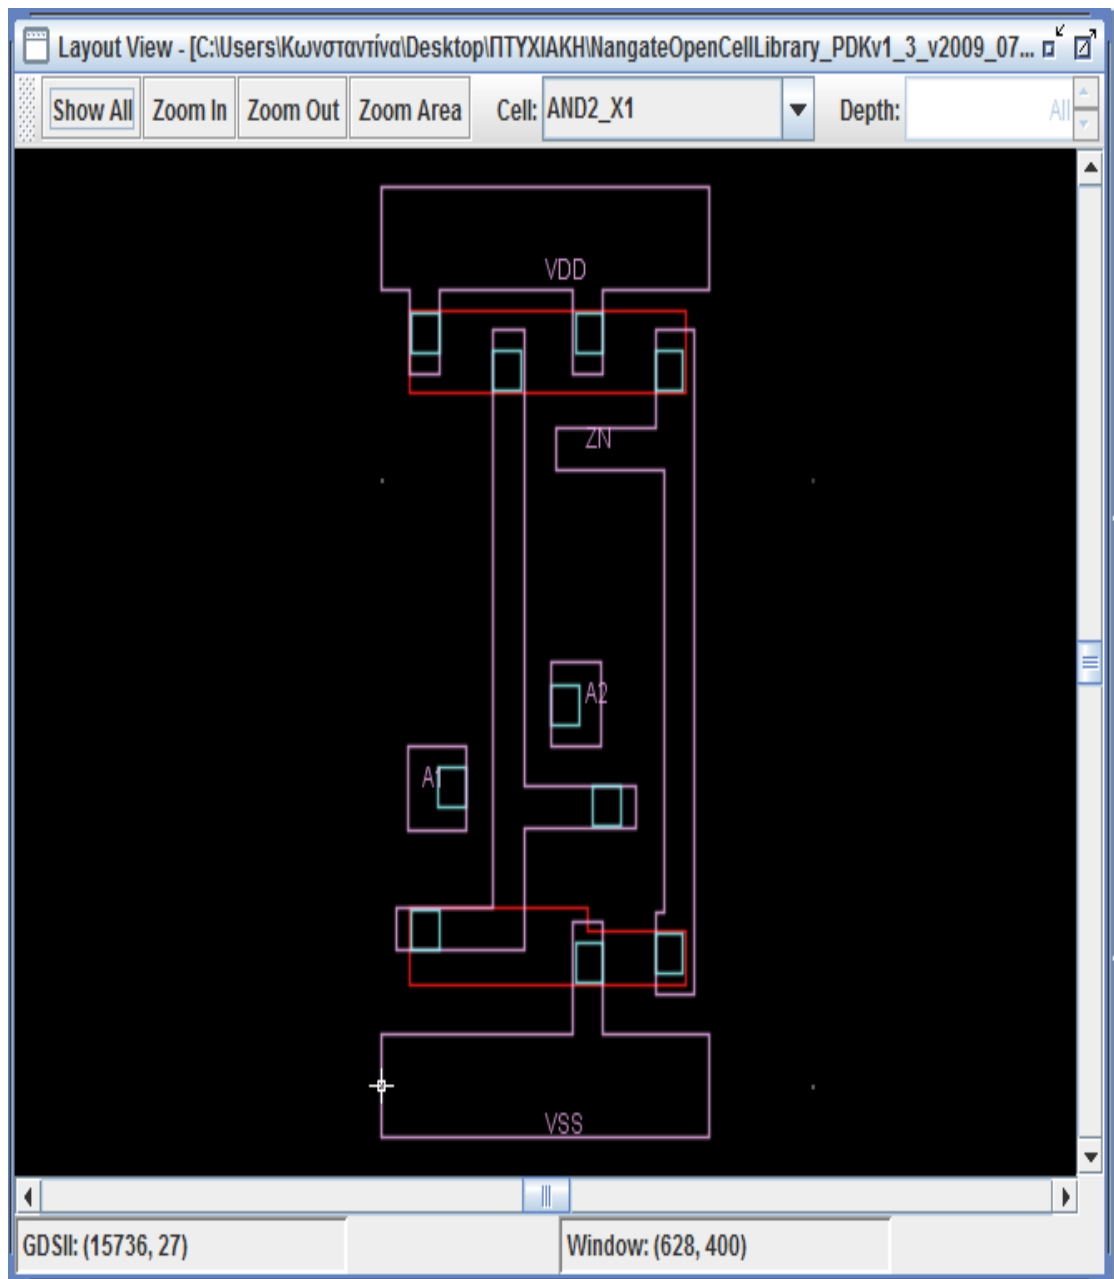 Layout View - [C:\Users\Κωνσταντίνα\Desktop\ΠΤΥΧΙΑΚΗ\NangateOpenCellLibrary_PDKv1_3_v2009_07...
Show All Zoom In Zoom Out Zoom Area Cell: AND2_X1 Depth: All
VDD
ZN
A2
A1
VSS
GDSII: (15736, 27) Window: (628, 400)